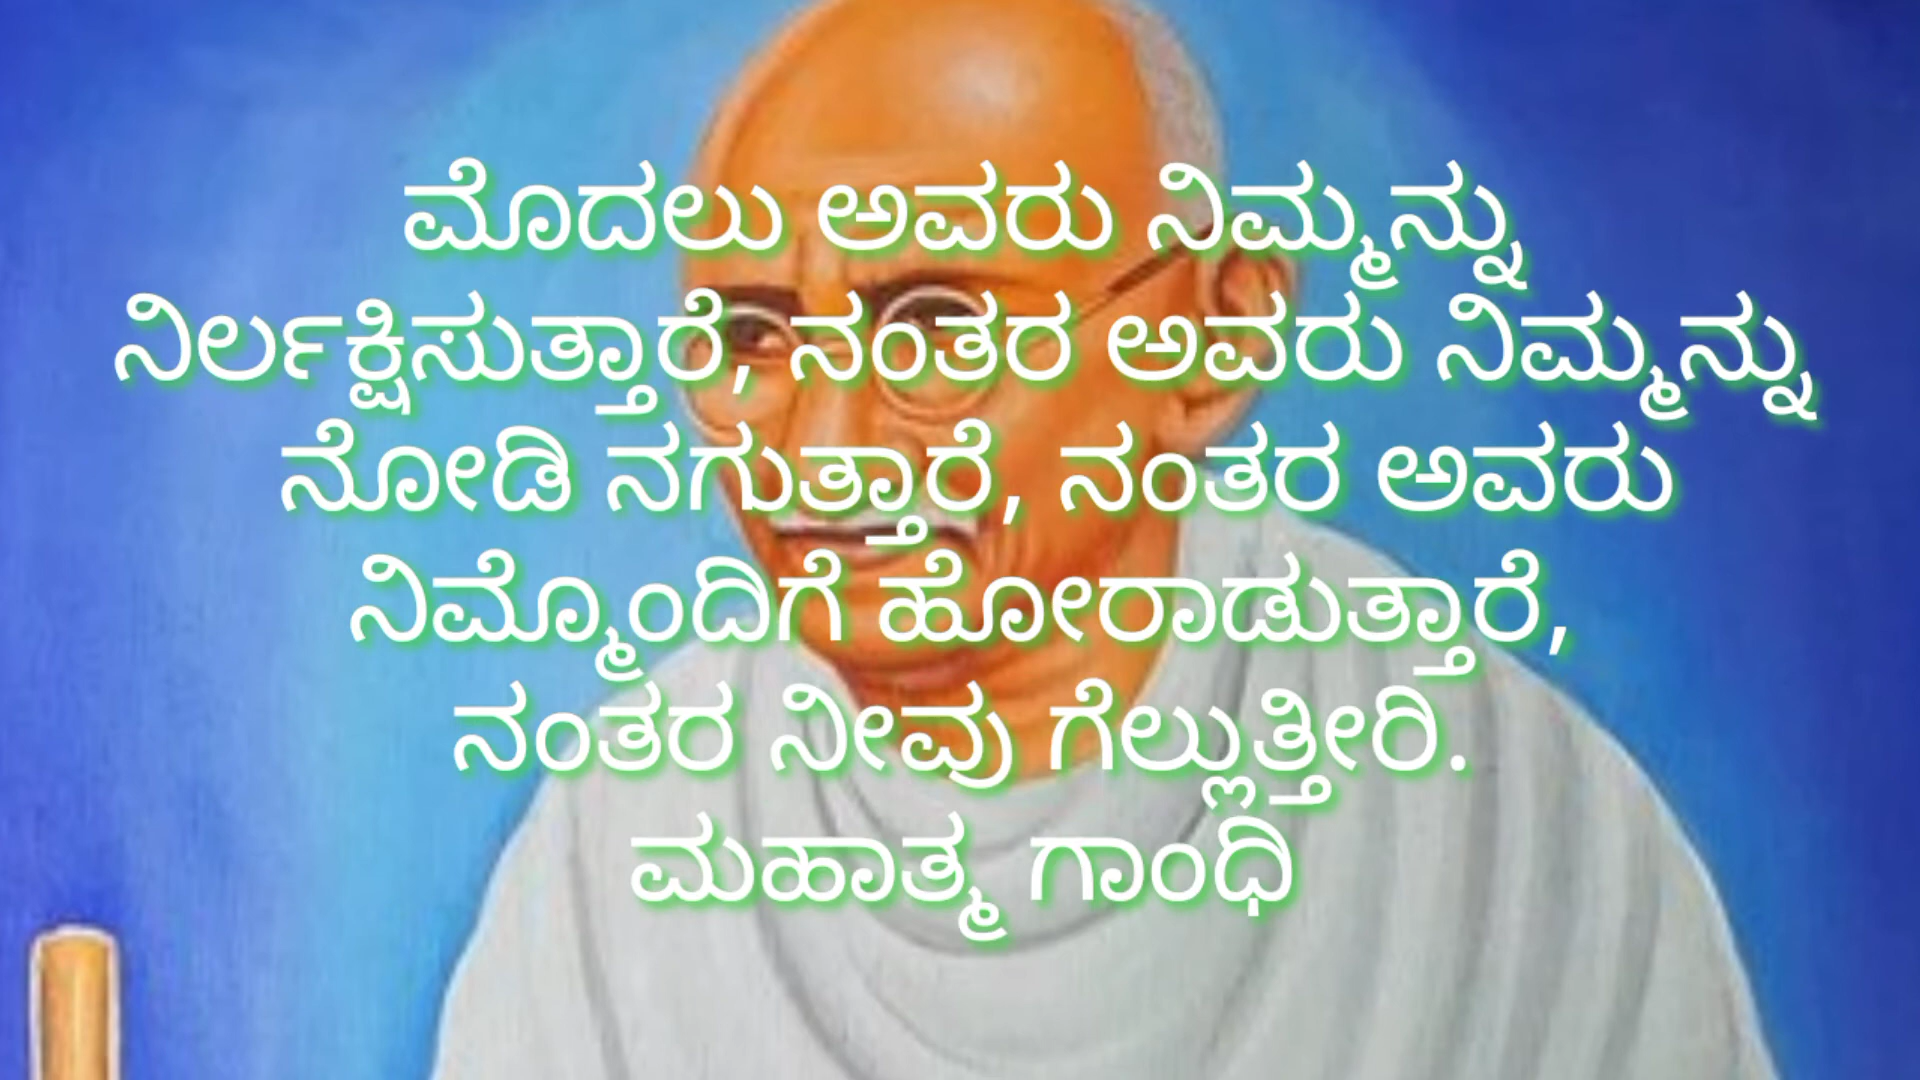 ಮೊದಲು ಅವರು ನಿಮ್ಮನ್ನು
ನಿರ್ಲಕ್ಷಿಸುತ್ತಾರೆ, ನಂತರ ಅವರು ನಿಮ್ಮನ್ನು
ನೋಡಿ ನಗುತ್ತಾರೆ, ನಂತರ ಅವರು
ನಿಮ್ಮೊಂದಿಗೆ ಹೋರಾಡುತ್ತಾರೆ,
ನಂತರ ನೀವು ಗೆಲ್ಲುತ್ತೀರಿ.
ಮಹಾತ್ಮ ಗಾಂಧಿ